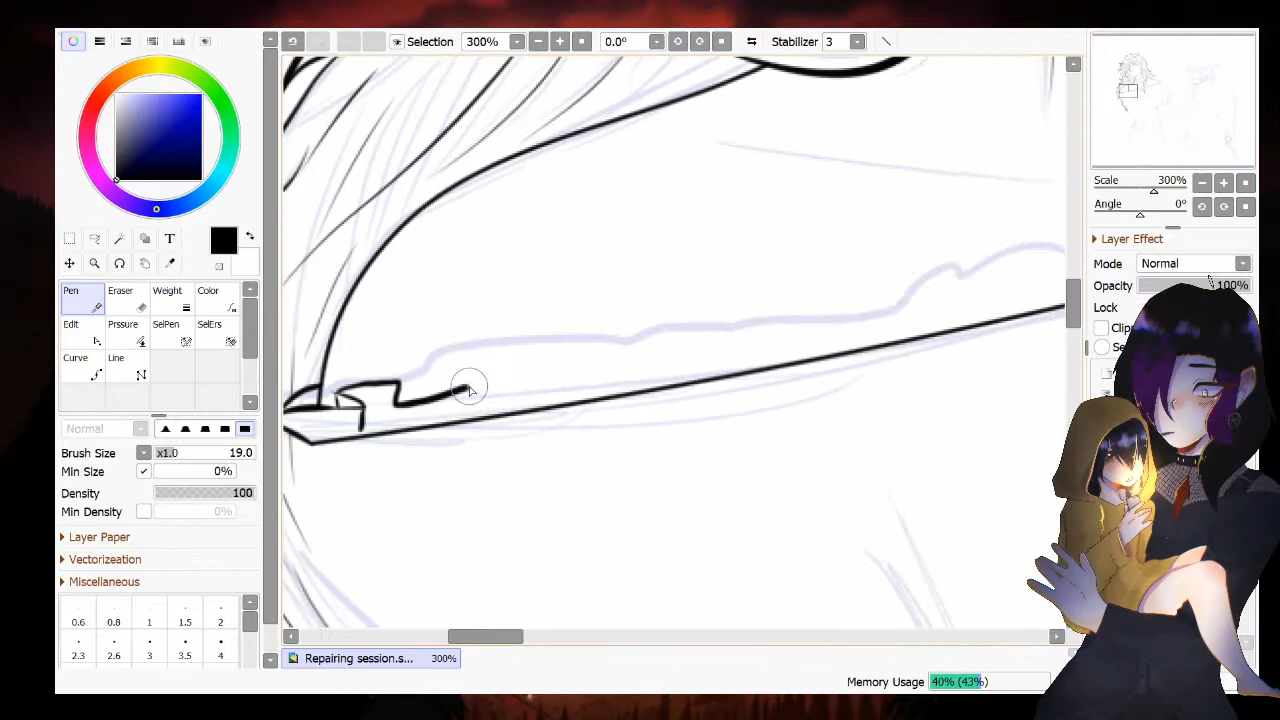 Selection 300% 0.0° Stabilizer 3
T
Pen Eraser Weight Color
Edit Prssure SelPen SelErs
Curve Line
Normal
Brush Size x1.0 19.0
Min Size 0%
Density 100
Min Density 0%
Layer Paper
Vectorization
Miscellaneous
0.6 0.8 1 1.5 2
2.3 2.6 3 3.5 4
Repairing session.s... 300%
Memory Usage 40% (43%)
Scale 300%
Angle 0°
Layer Effect
Mode Normal
Opacity 100%
Lock